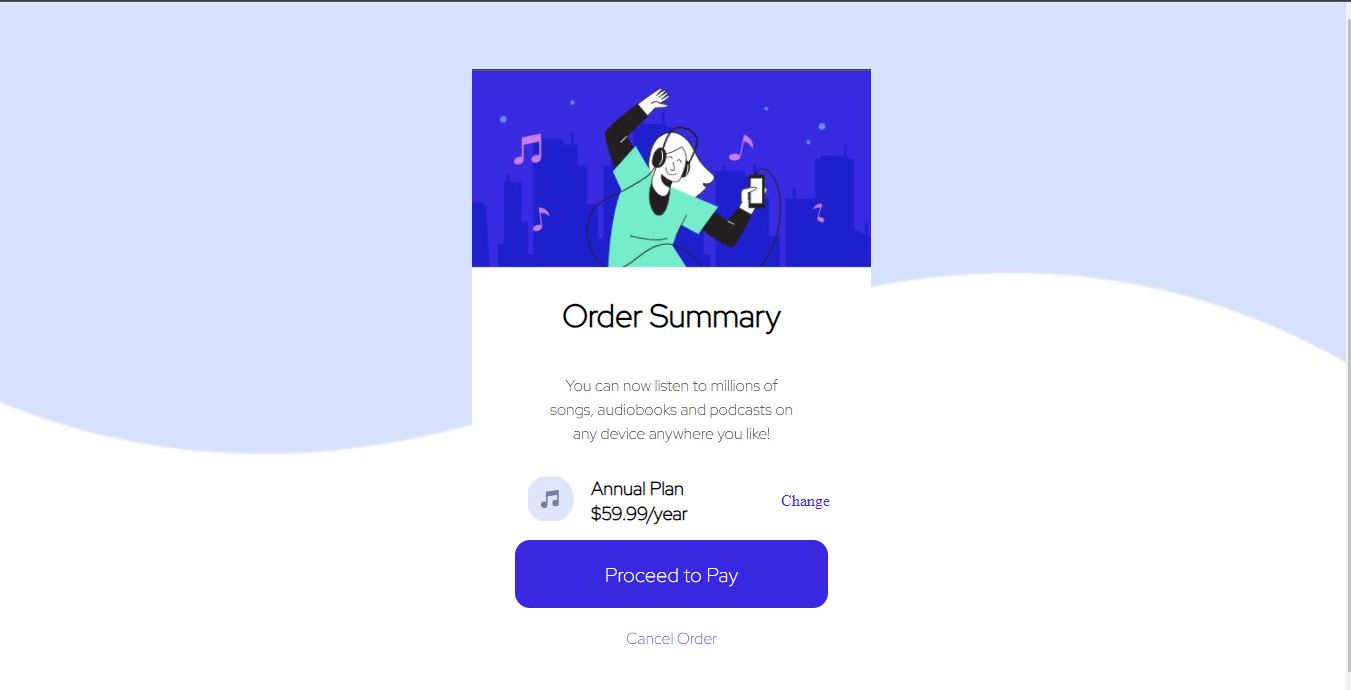 Order Summary
You can now listen to millions of
songs, audiobooks and podcasts on
any device anywhere you like!
Annual Plan
$59.99/year
Change
Proceed to Pay
Cancel Order